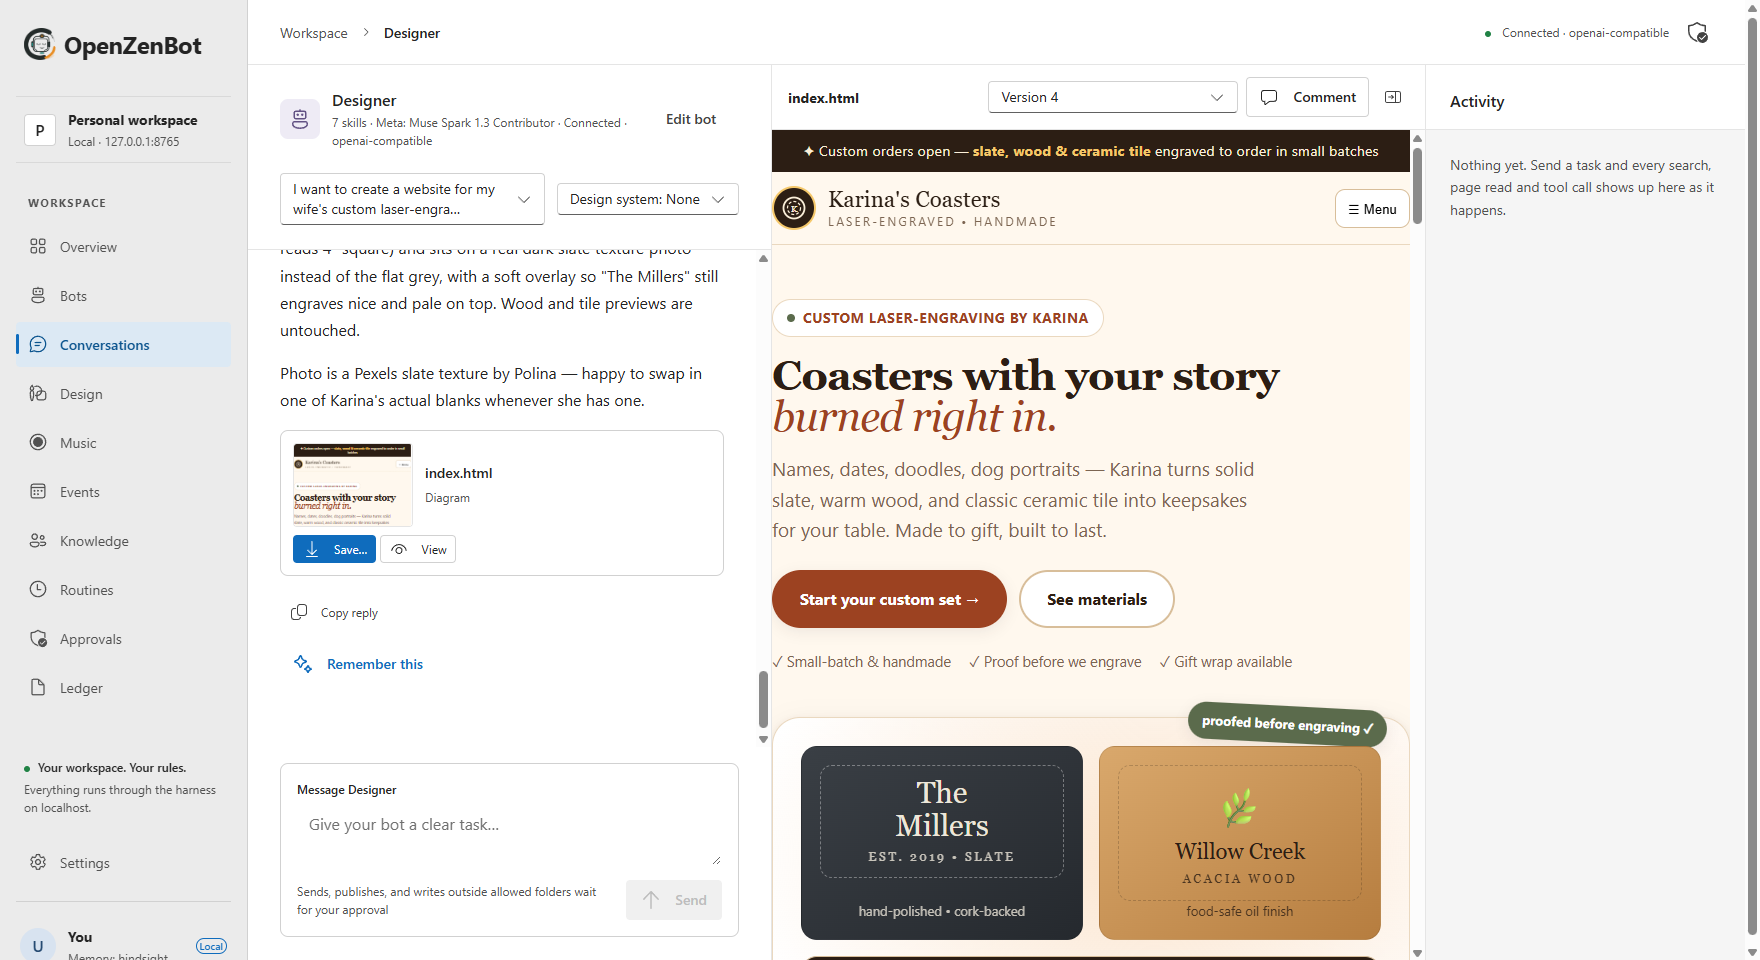 OpenZenBot
P
Personal workspace
Local · 127.0.0.1:8765
WORKSPACE
Overview
Bots
Conversations
Design
Music
Events
Knowledge
Routines
Approvals
Ledger
Your workspace. Your rules.
Everything runs through the harness
on localhost.
Settings
U
You
Memory: hindsight
Local
Workspace
Designer
Connected · openai-compatible
Designer
7 skills · Meta: Muse Spark 1.3 Contributor · Connected ·
openai-compatible
Edit bot
I want to create a website for my
wife's custom laser-engra...
Design system: None
reads 4" square) and sits on a real dark slate texture photo
instead of the flat grey, with a soft overlay so "The Millers" still
engraves nice and pale on top. Wood and tile previews are
untouched.
Photo is a Pexels slate texture by Polina — happy to swap in
one of Karina's actual blanks whenever she has one.
index.html
Diagram
Save...
View
Copy reply
Remember this
Message Designer
Give your bot a clear task...
Sends, publishes, and writes outside allowed folders wait
for your approval
Send
index.html
Version 4
Comment
✦ Custom orders open — slate, wood & ceramic tile engraved to order in small batches
K
Karina's Coasters
LASER-ENGRAVED • HANDMADE
☰ Menu
CUSTOM LASER-ENGRAVING BY KARINA
Coasters with your story
burned right in.
Names, dates, doodles, dog portraits — Karina turns solid
slate, warm wood, and classic ceramic tile into keepsakes
for your table. Made to gift, built to last.
Start your custom set →
See materials
✓ Small-batch & handmade
✓ Proof before we engrave
✓ Gift wrap available
proofed before engraving ✓
The
Millers
EST. 2019 • SLATE
hand-polished • cork-backed
Willow Creek
ACACIA WOOD
food-safe oil finish
Activity
Nothing yet. Send a task and every search,
page read and tool call shows up here as it
happens.